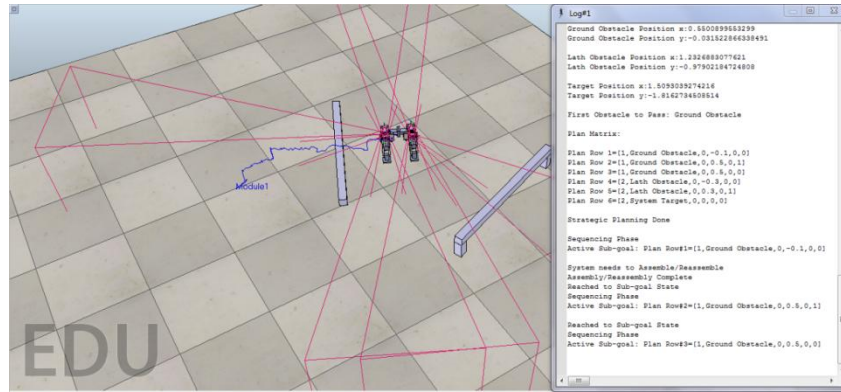 Module1
EDU
Log#1
Ground Obstacle Position x:0.5500899553299
Ground Obstacle Position y:-0.031522866338491
Lath Obstacle Position x:1.2326883077621
Lath Obstacle Position y:-0.97902184724808
Target Position x:1.5093039274216
Target Position y:-1.8162734508514
First Obstacle to Pass: Ground Obstacle
Plan Matrix:
Plan Row 1=[1,Ground Obstacle,0,-0.1,0,0]
Plan Row 2=[1,Ground Obstacle,0,0.5,0,1]
Plan Row 3=[1,Ground Obstacle,0,0.5,0,0]
Plan Row 4=[2,Lath Obstacle,0,-0.3,0,0]
Plan Row 5=[2,Lath Obstacle,0,0.3,0,1]
Plan Row 6=[2,System Target,0,0,0,0]
Strategic Planning Done
Sequencing Phase
Active Sub-goal: Plan Row#1=[1,Ground Obstacle,0,-0.1,0,0]
System needs to Assemble/Reassemble
Assembly/Reassembly Complete
Reached to Sub-goal State
Sequencing Phase
Active Sub-goal: Plan Row#2=[1,Ground Obstacle,0,0.5,0,1]
Reached to Sub-goal State
Sequencing Phase
Active Sub-goal: Plan Row#3=[1,Ground Obstacle,0,0.5,0,0]